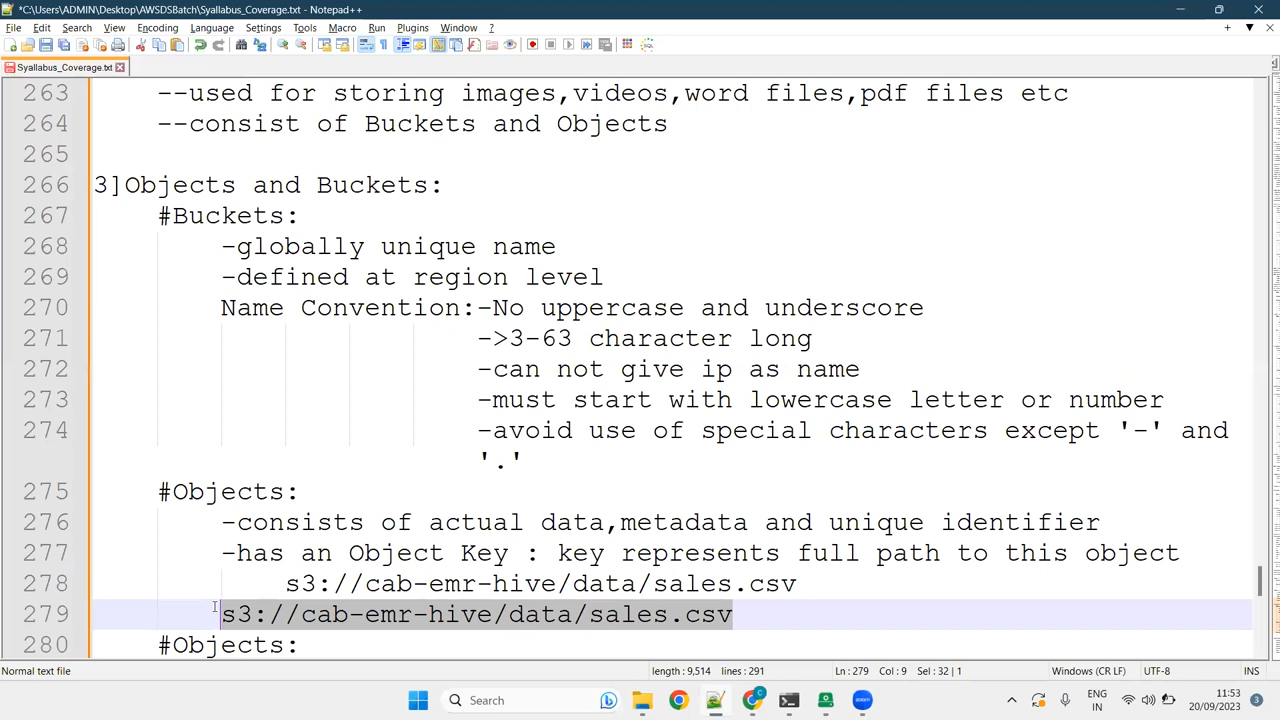 *C:\Users\ADMIN\Desktop\AWSDSBatch\Syallabus_Coverage.txt - Notepad++
File Edit Search View Encoding Language Settings Tools Macro Run Plugins Window ?
Syallabus_Coverage.txt
263 --used for storing images,videos,word files,pdf files etc
264 --consist of Buckets and Objects
265
266 3]Objects and Buckets:
267 #Buckets:
268 -globally unique name
269 -defined at region level
270 Name Convention:-No uppercase and underscore
271 ->3-63 character long
272 -can not give ip as name
273 -must start with lowercase letter or number
274 -avoid use of special characters except '-' and
'.'
275 #Objects:
276 -consists of actual data,metadata and unique identifier
277 -has an Object Key : key represents full path to this object
278 s3://cab-emr-hive/data/sales.csv
279 s3://cab-emr-hive/data/sales.csv
280 #Objects:
Normal text file length : 9,514 lines : 291 Ln : 279 Col : 9 Sel : 32 | 1 Windows (CR LF) UTF-8 INS
Search ENG IN 11:53 20/09/2023 3